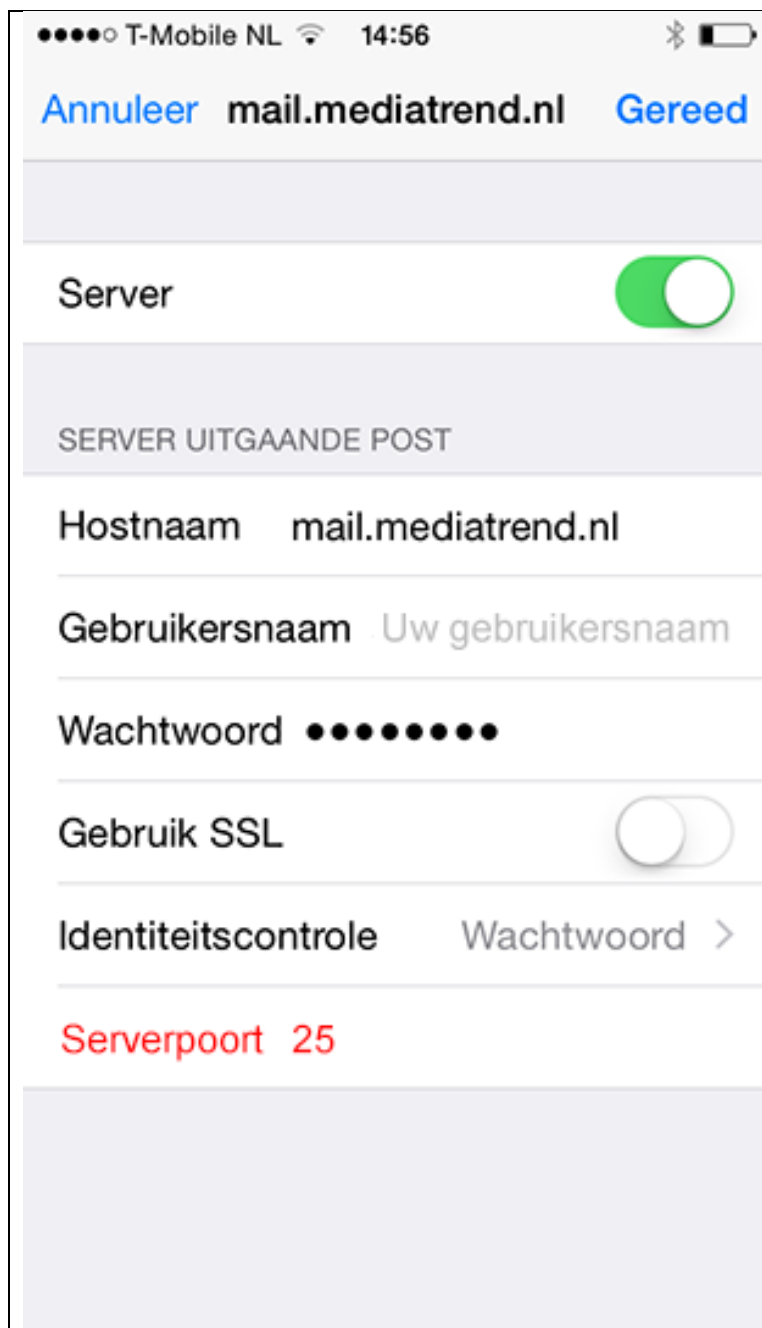 T-Mobile NL 14:56
Annuleer mail.mediatrend.nl Gereed
Server
SERVER UITGAANDE POST
Hostnaam mail.mediatrend.nl
Gebruikersnaam Uw gebruikersnaam
Wachtwoord ●●●●●●●●
Gebruik SSL
Identiteitscontrole Wachtwoord >
Serverpoort 25